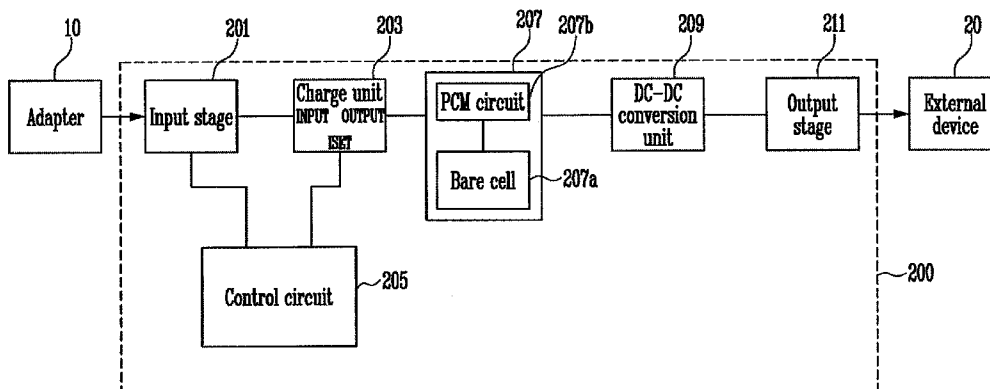 10
201
203
207
207b
209
211
20
Adapter
Input stage
Charge unit
INPUT OUTPUT
ISET
PCM circuit
Bare cell
207a
DC-DC
conversion
unit
Output
stage
External
device
Control circuit
205
200